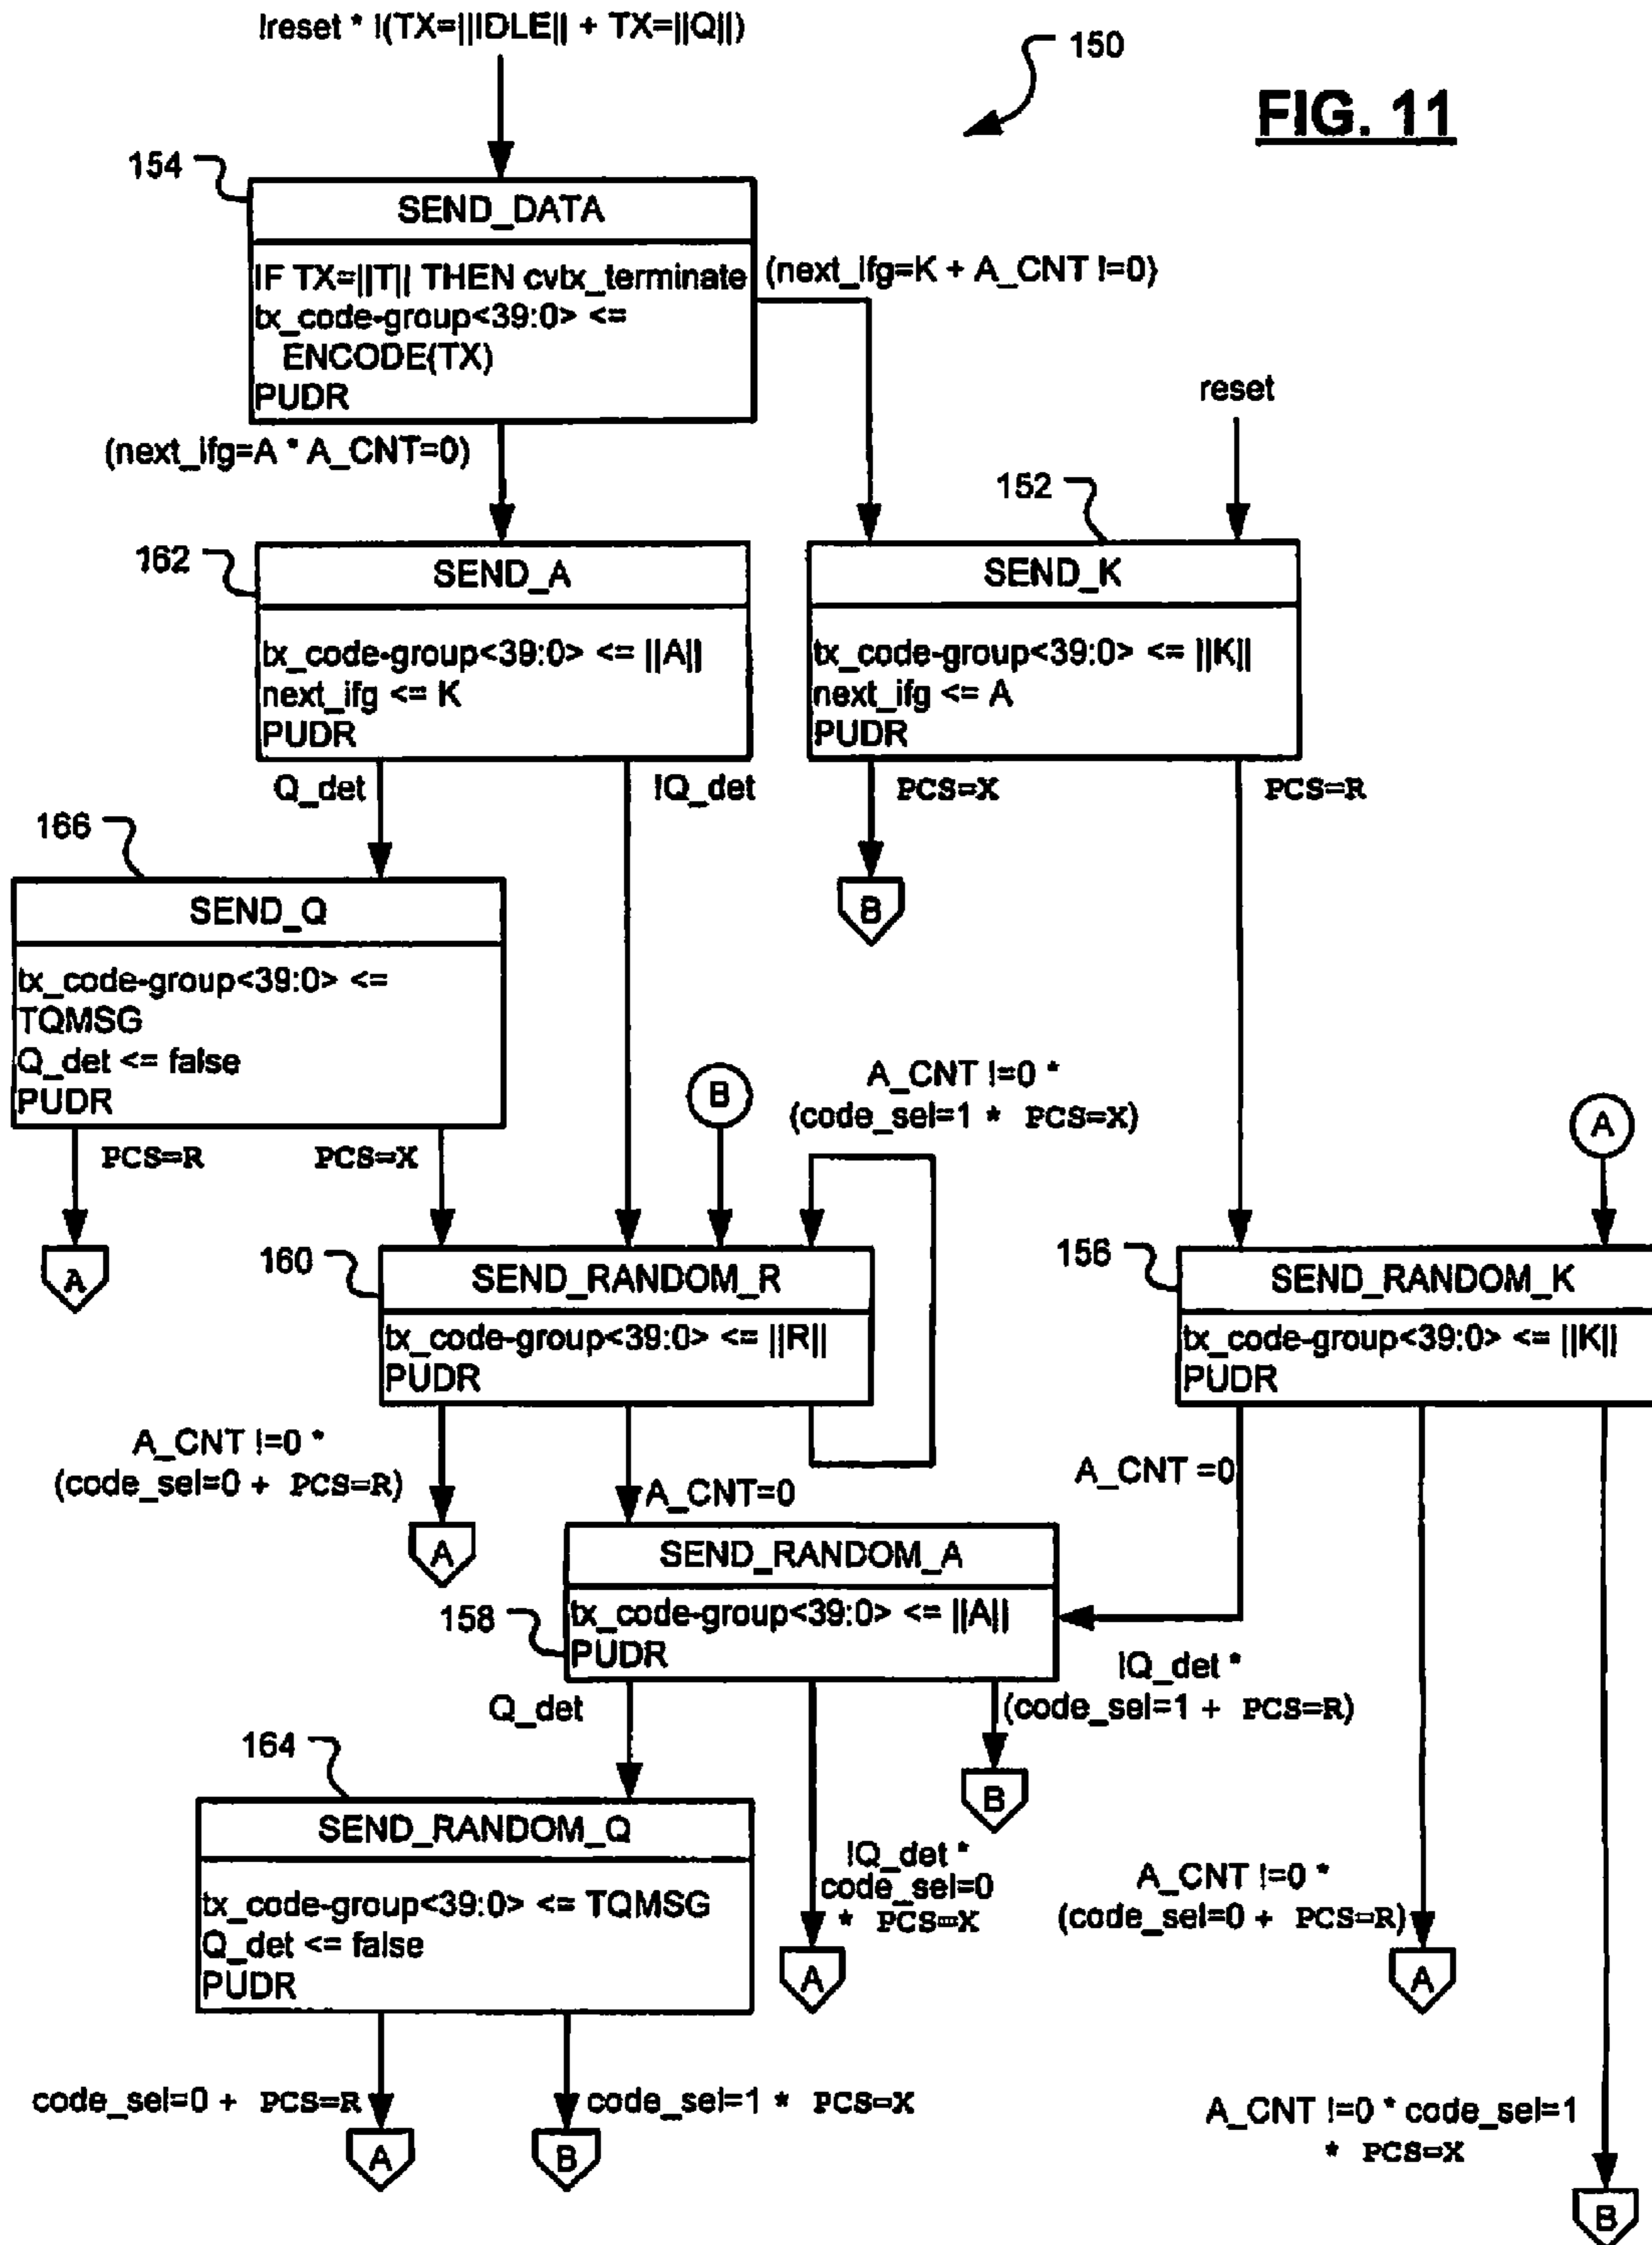 !reset * !(TX=||IDLE|| + TX=||Q||)
150
FIG. 11
154
SEND_DATA
IF TX=||T|| THEN cvtx_terminate
tx_code-group<39:0> <=
ENCODE(TX)
PUDR
(next_ifg=K + A_CNT !=0)
reset
(next_ifg=A * A_CNT=0)
152
162
SEND_A
tx_code-group<39:0> <= ||A||
next_ifg <= K
PUDR
SEND_K
tx_code-group<39:0> <= ||K||
next_ifg <= A
PUDR
Q_det
!Q_det
PCS=X
PCS=R
166
B
SEND_Q
tx_code-group<39:0> <=
TQMSG
Q_det <= false
PUDR
B
A_CNT !=0 *
(code_sel=1 * PCS=X)
A
PCS=R
PCS=X
A
160
SEND_RANDOM_R
tx_code-group<39:0> <= ||R||
PUDR
156
SEND_RANDOM_K
tx_code-group<39:0> <= ||K||
PUDR
A_CNT !=0 *
(code_sel=0 + PCS=R)
A
A_CNT=0
A_CNT =0
SEND_RANDOM_A
tx_code-group<39:0> <= ||A||
PUDR
158
Q_det
!Q_det *
(code_sel=1 + PCS=R)
B
164
SEND_RANDOM_Q
tx_code-group<39:0> <= TQMSG
Q_det <= false
PUDR
!Q_det *
code_sel=0
* PCS=X
A
A_CNT !=0 *
(code_sel=0 + PCS=R)
A
code_sel=0 + PCS=R
A
code_sel=1 * PCS=X
B
A_CNT !=0 * code_sel=1
* PCS=X
B